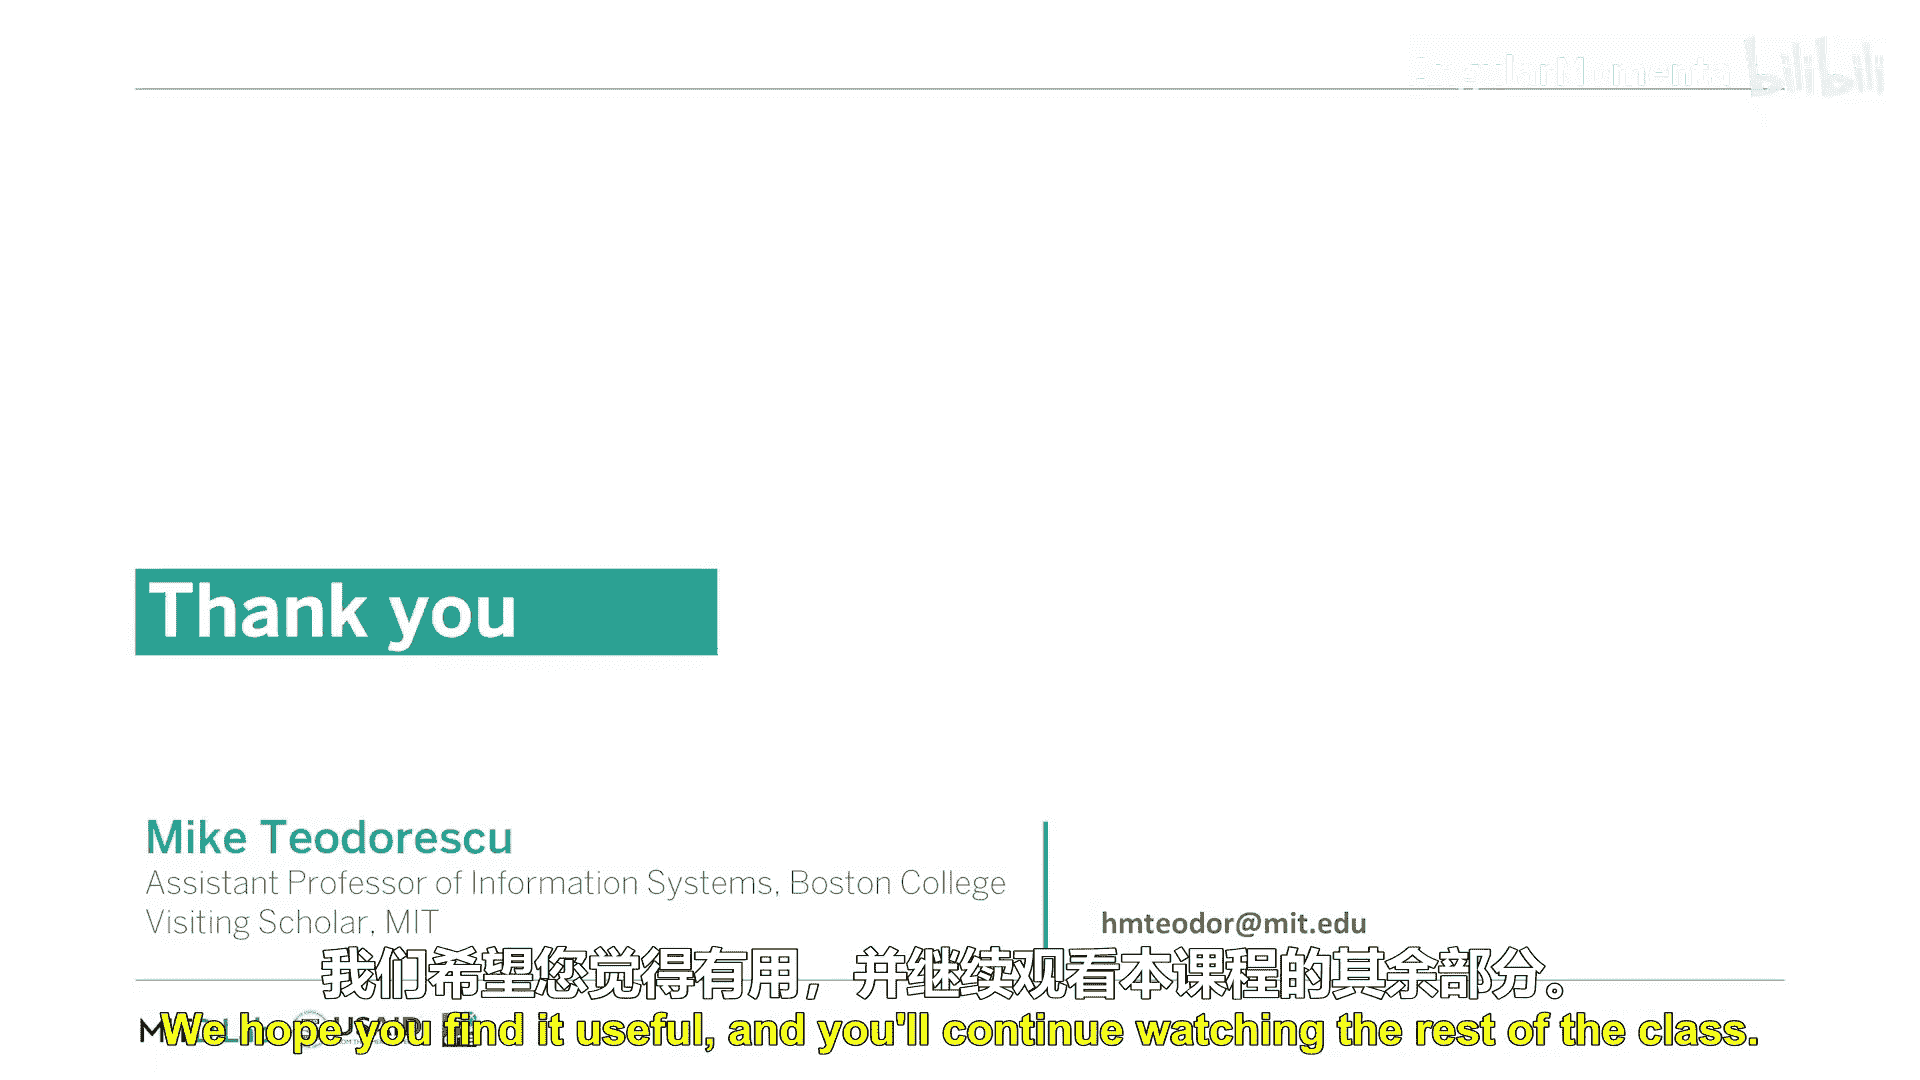 bilibili
Thank you
Mike Teodorescu
Assistant Professor of Information Systems, Boston College
Visiting Scholar, MIT
hmteodor@mit.edu
我们希望您觉得有用，并继续观看本课程的其余部分。
USAID
We hope you find it useful, and you'll continue watching the rest of the class.